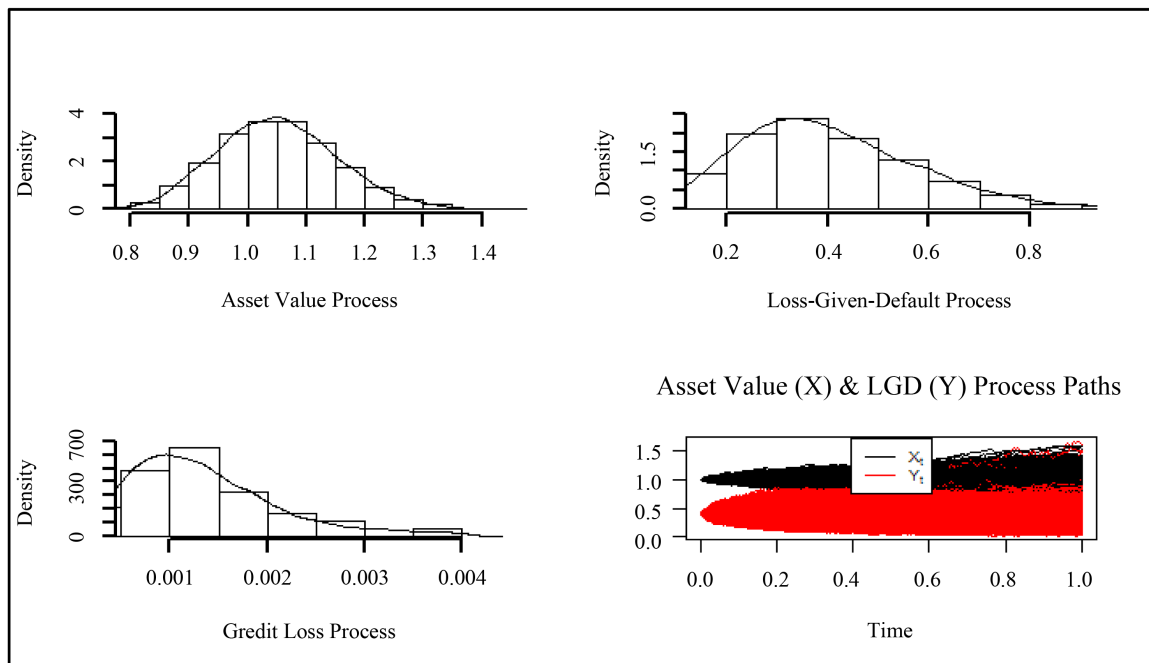 Density
4
2
0
0.8 0.9 1.0 1.1 1.2 1.3 1.4
Asset Value Process
Density
1.5
0.0
0.2 0.4 0.6 0.8
Loss-Given-Default Process
Density
700
300
0
0.001 0.002 0.003 0.004
Gredit Loss Process
Asset Value (X) & LGD (Y) Process Paths
1.5
1.0
0.5
0.0
Xt
Yt
0.0 0.2 0.4 0.6 0.8 1.0
Time